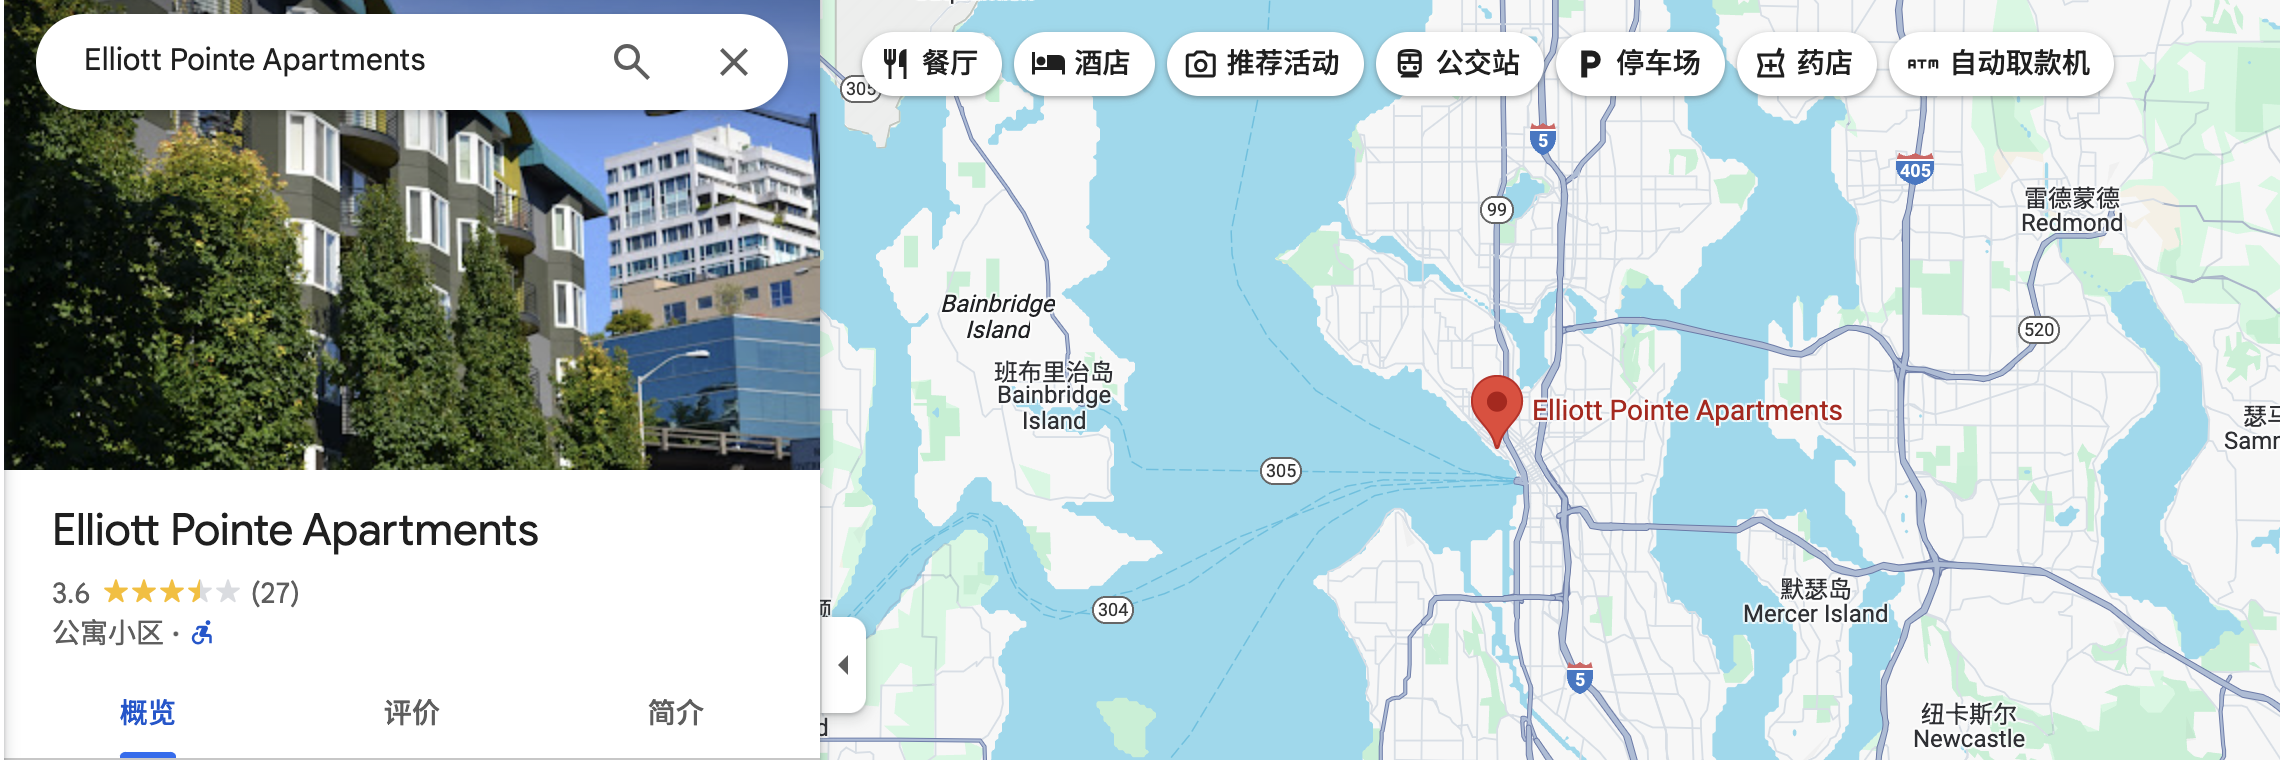 Elliott Pointe Apartments
Elliott Pointe Apartments
3.6
(27)
公寓小区 ·
概览
评价
简介
餐厅
酒店
推荐活动
公交站
P 停车场
药店
ATM 自动取款机
305
5
405
99
雷德蒙德
Redmond
Bainbridge
Island
520
班布里治岛
Bainbridge
Island
Elliott Pointe Apartments
305
304
默瑟岛
Mercer Island
5
纽卡斯尔
Newcastle